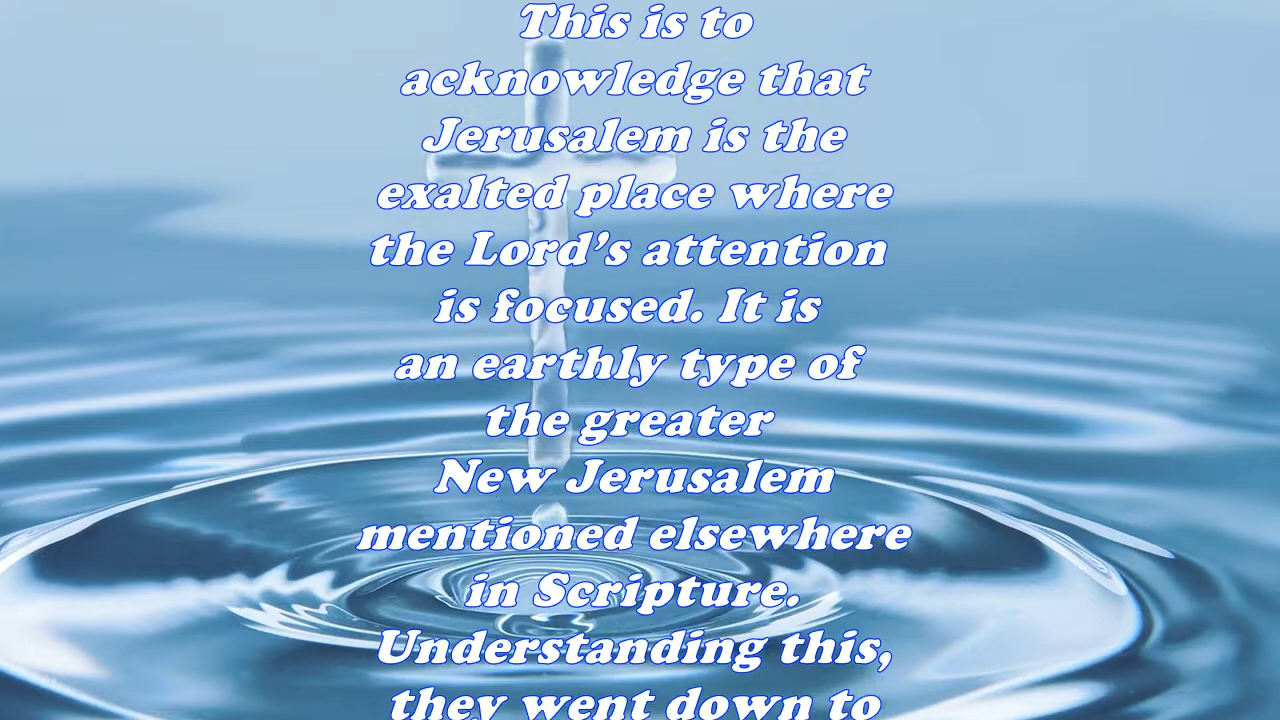 This is to
acknowledge that
Jerusalem is the
exalted place where
the Lord’s attention
is focused. It is
an earthly type of
the greater
New Jerusalem
mentioned elsewhere
in Scripture.
Understanding this,
they went down to